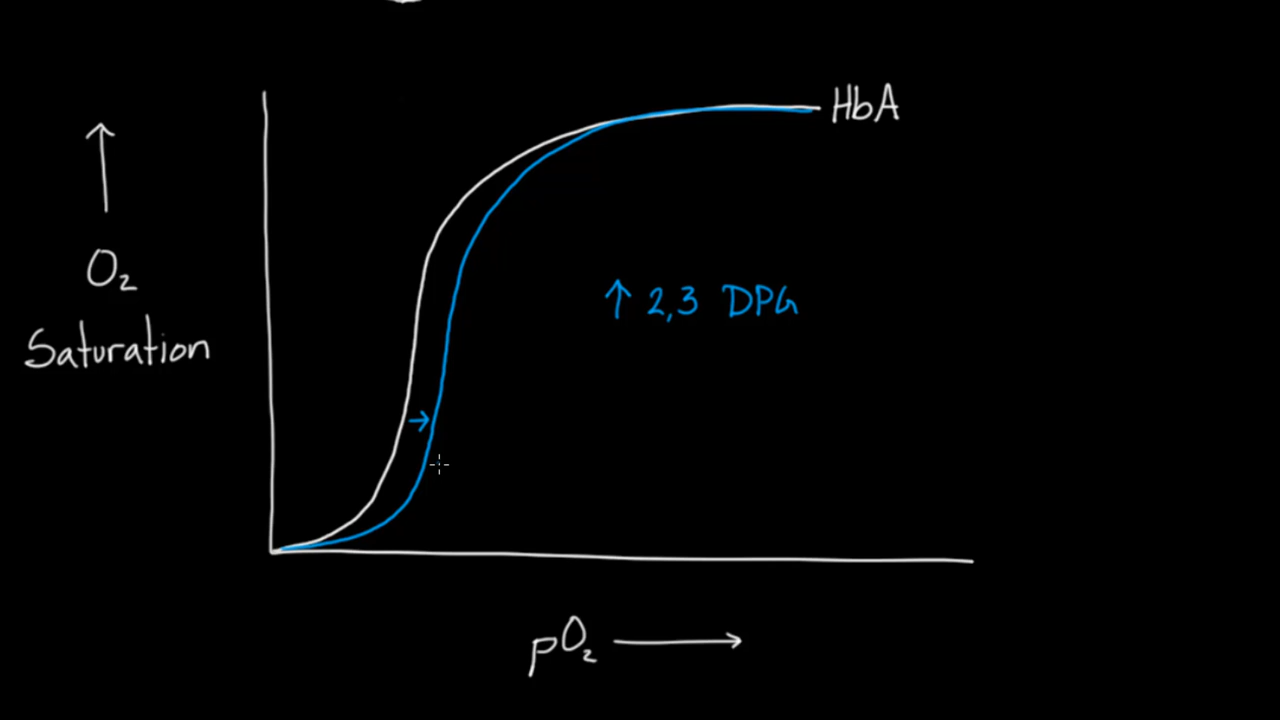 HbA
↑ O₂
Saturation
↑ 2,3 DPG
pO₂ →